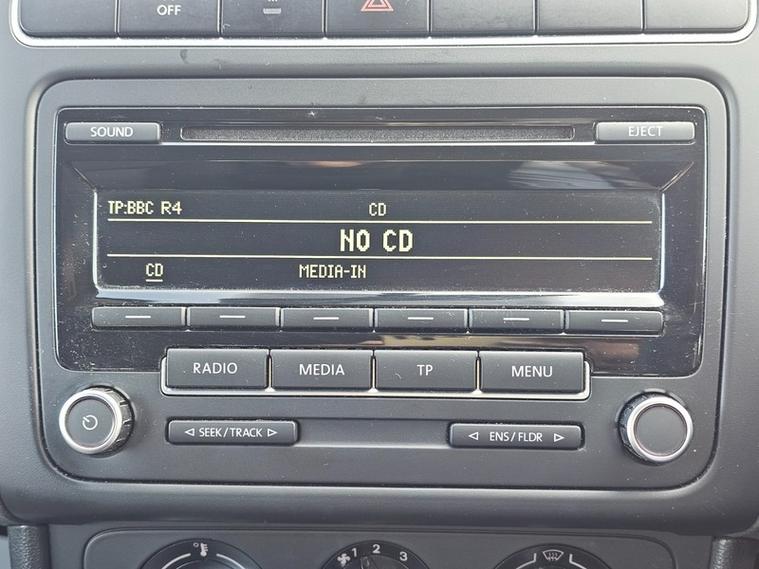 OFF
SOUND EJECT
TP:BBC R4 CD
NO CD
CD MEDIA-IN
RADIO MEDIA TP MENU
SEEK/TRACK ENS/FLDR
1 2 3